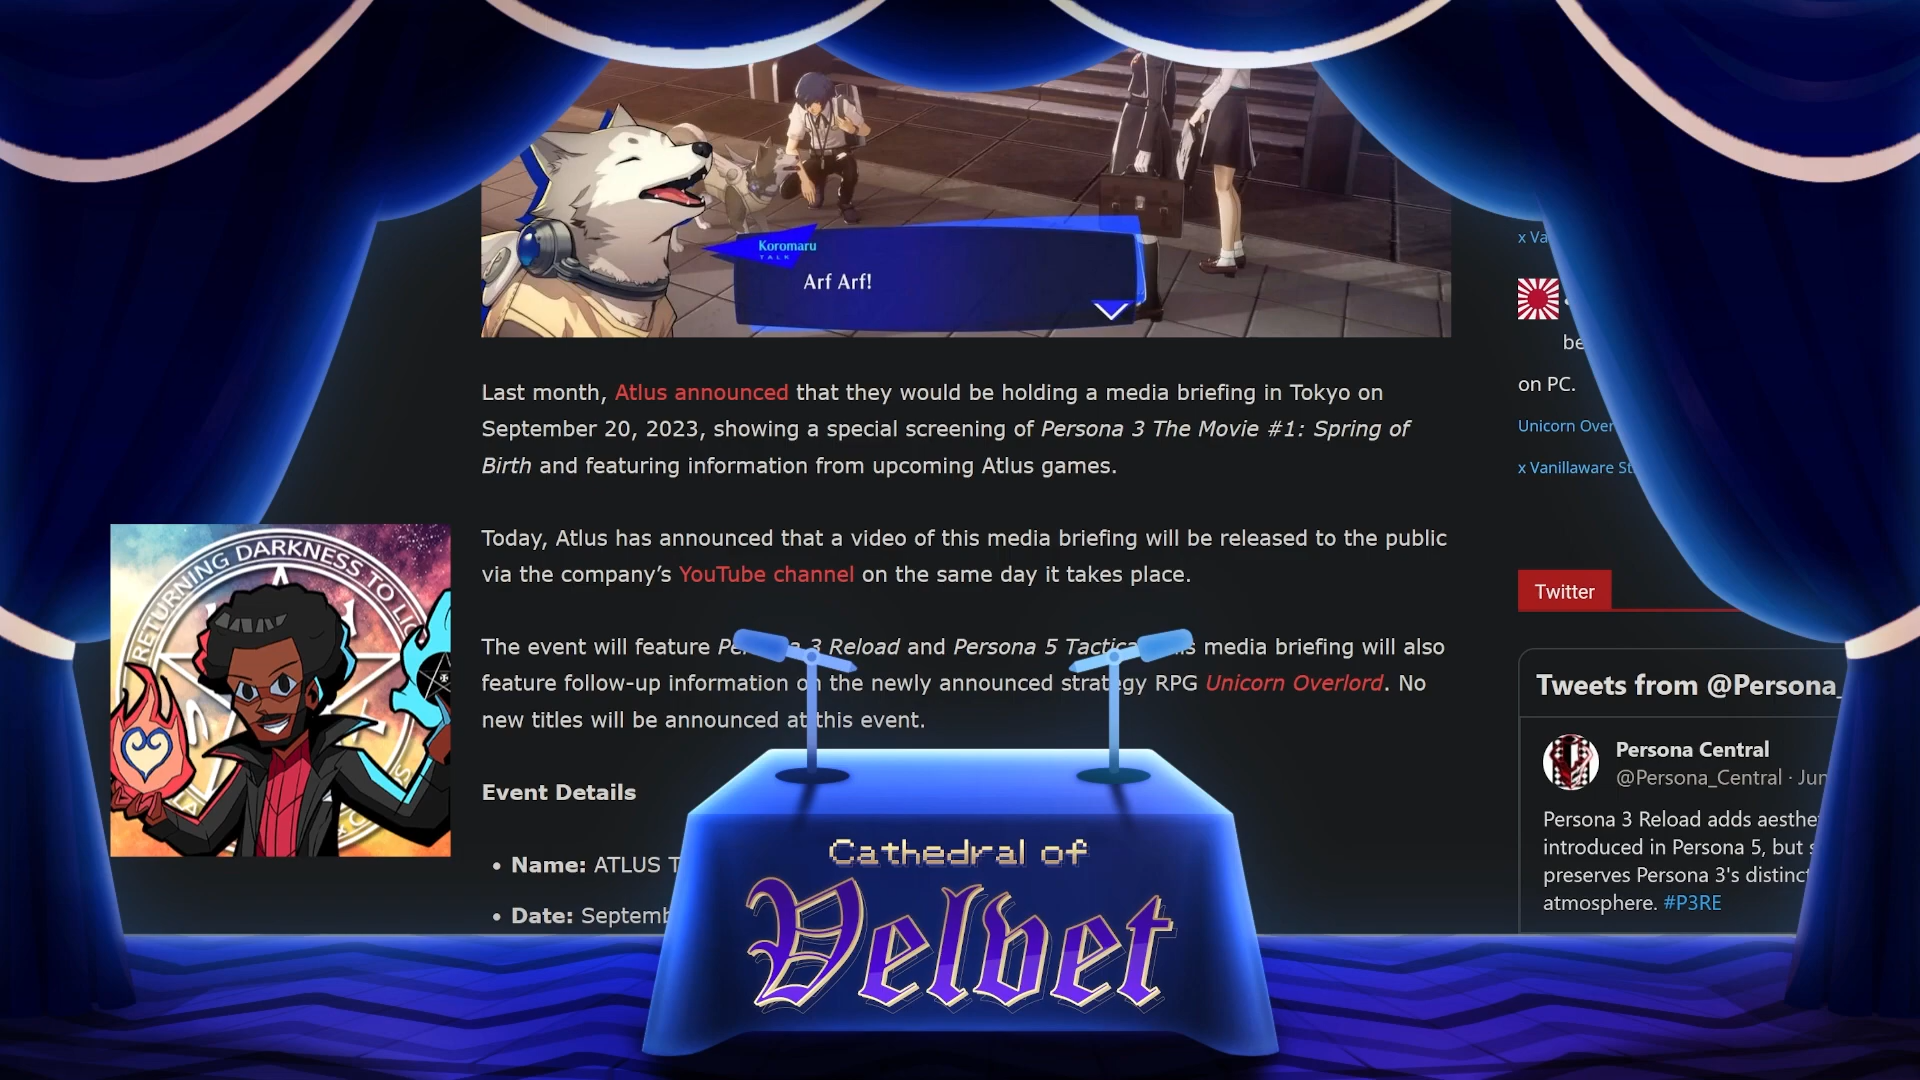 Koromaru
TALK
Arf Arf!
Last month, Atlus announced that they would be holding a media briefing in Tokyo on
September 20, 2023, showing a special screening of Persona 3 The Movie #1: Spring of
Birth and featuring information from upcoming Atlus games.
Today, Atlus has announced that a video of this media briefing will be released to the public
via the company’s YouTube channel on the same day it takes place.
The event will feature 3 Reload and Persona 5 media briefing will also
feature follow-up information on the newly announced strategy RPG Unicorn Overlord. No
new titles will be announced at this event.
Event Details
• Name: ATLUS
• Date:
RETURNING DARKNESS TO
x
on PC.
Unicorn
x Vanillaware
Twitter
Tweets from
Persona Central
@Persona_Central ·
Persona 3 Reload adds
introduced in Persona 5, but
preserves Persona 3's
atmosphere. #P3RE
Cathedral of
Velvet